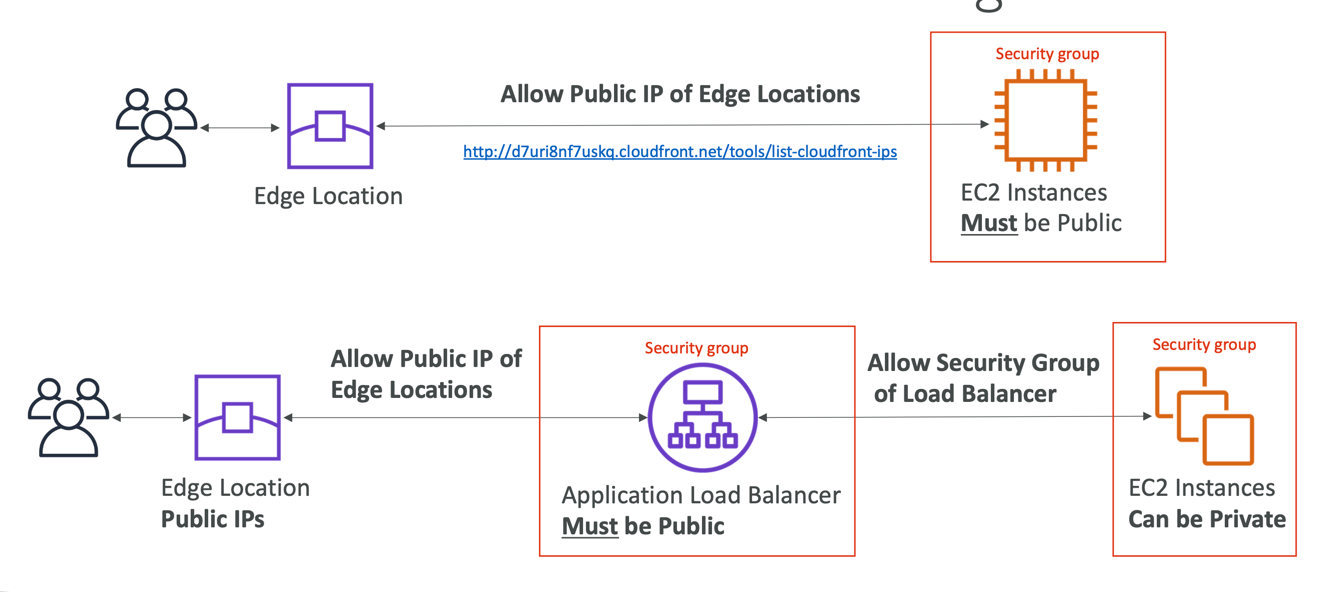 Security group
Allow Public IP of Edge Locations
http://d7uri8nf7uskq.cloudfront.net/tools/list-cloudfront-ips
Edge Location
EC2 Instances
Must be Public
Allow Public IP of
Edge Locations
Security group
Allow Security Group
of Load Balancer
Security group
Edge Location
Public IPs
Application Load Balancer
Must be Public
EC2 Instances
Can be Private